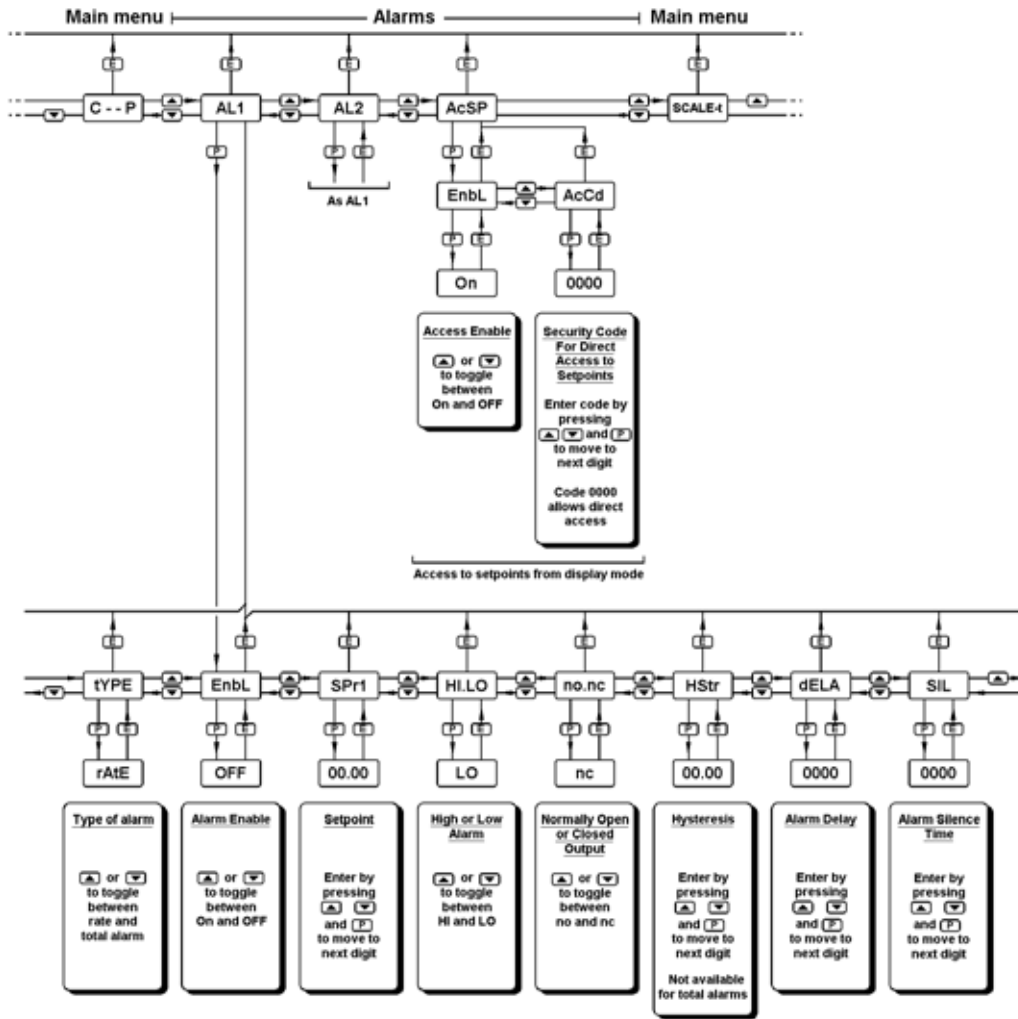 Main menu
Alarms
Main menu
E
E
E
E
E
C - - P
AL1
AL2
AcSP
SCALE-t
P
P
E
P
E
E
As AL1
EnbL
AcCd
P
E
P
E
On
0000
Access Enable
or
to toggle
between
On and OFF
Security Code
For Direct
Access to
Setpoints
Enter code by
pressing
and P
to move to
next digit
Code 0000
allows direct
access
Access to setpoints from display mode
E
E
E
E
E
E
E
E
tYPE
EnbL
SPr1
HI.LO
no.nc
HStr
dELA
SIL
P
E
P
E
P
E
P
E
P
E
P
E
P
E
P
E
rAtE
OFF
00.00
LO
nc
00.00
0000
0000
Type of alarm
or
to toggle
between
rate and
total alarm
Alarm Enable
or
to toggle
between
On and OFF
Setpoint
Enter by
pressing
and P
to move to
next digit
High or Low
Alarm
or
to toggle
between
HI and LO
Normally Open
or Closed
Output
or
to toggle
between
no and nc
Hysteresis
Enter by
pressing
and P
to move to
next digit
Not available
for total alarms
Alarm Delay
Enter by
pressing
and P
to move to
next digit
Alarm Silence
Time
Enter by
pressing
and P
to move to
next digit